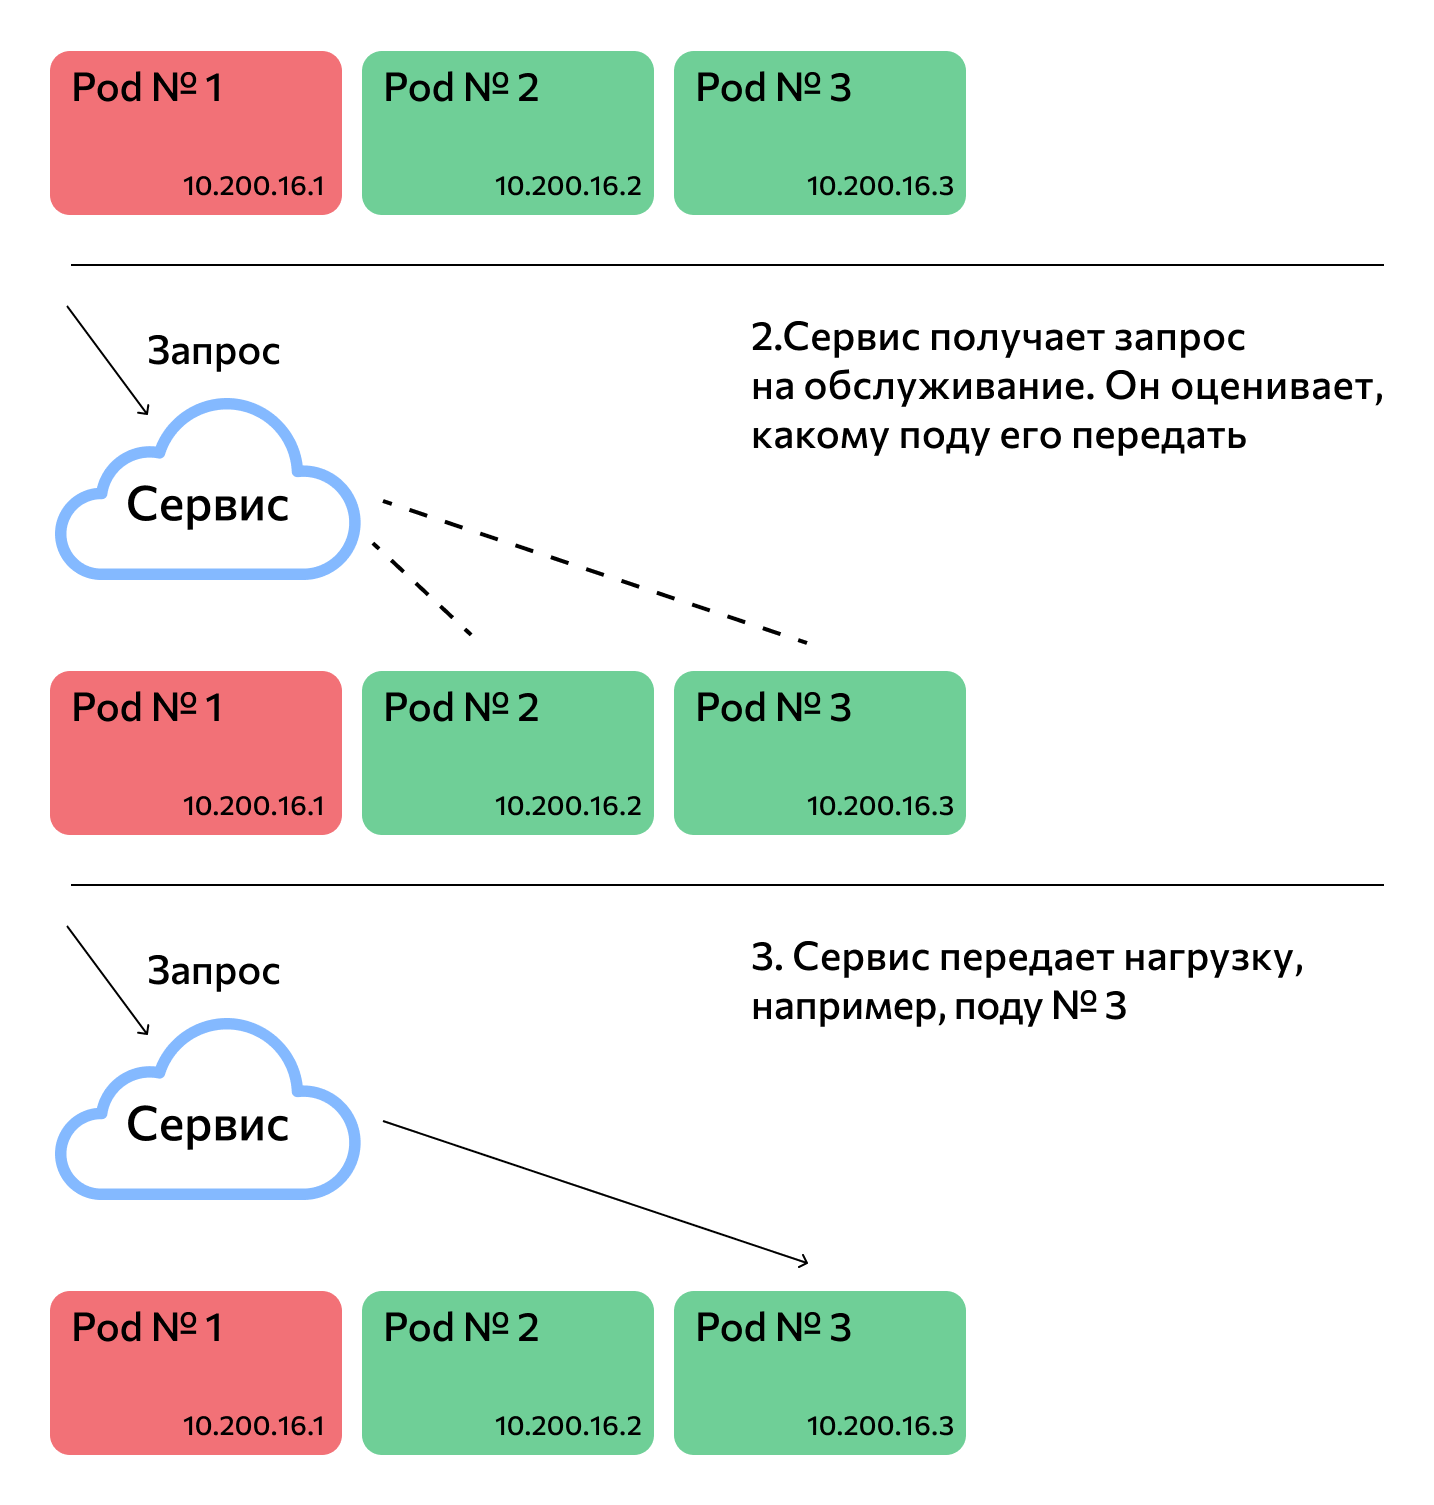 Pod № 1
Pod № 2
Pod № 3
10.200.16.1
10.200.16.2
10.200.16.3
Запрос
2.Сервис получает запрос
на обслуживание. Он оценивает,
какому поду его передать
Сервис
Pod № 1
Pod № 2
Pod № 3
10.200.16.1
10.200.16.2
10.200.16.3
Запрос
3. Сервис передает нагрузку,
например, поду № 3
Сервис
Pod № 1
Pod № 2
Pod № 3
10.200.16.1
10.200.16.2
10.200.16.3